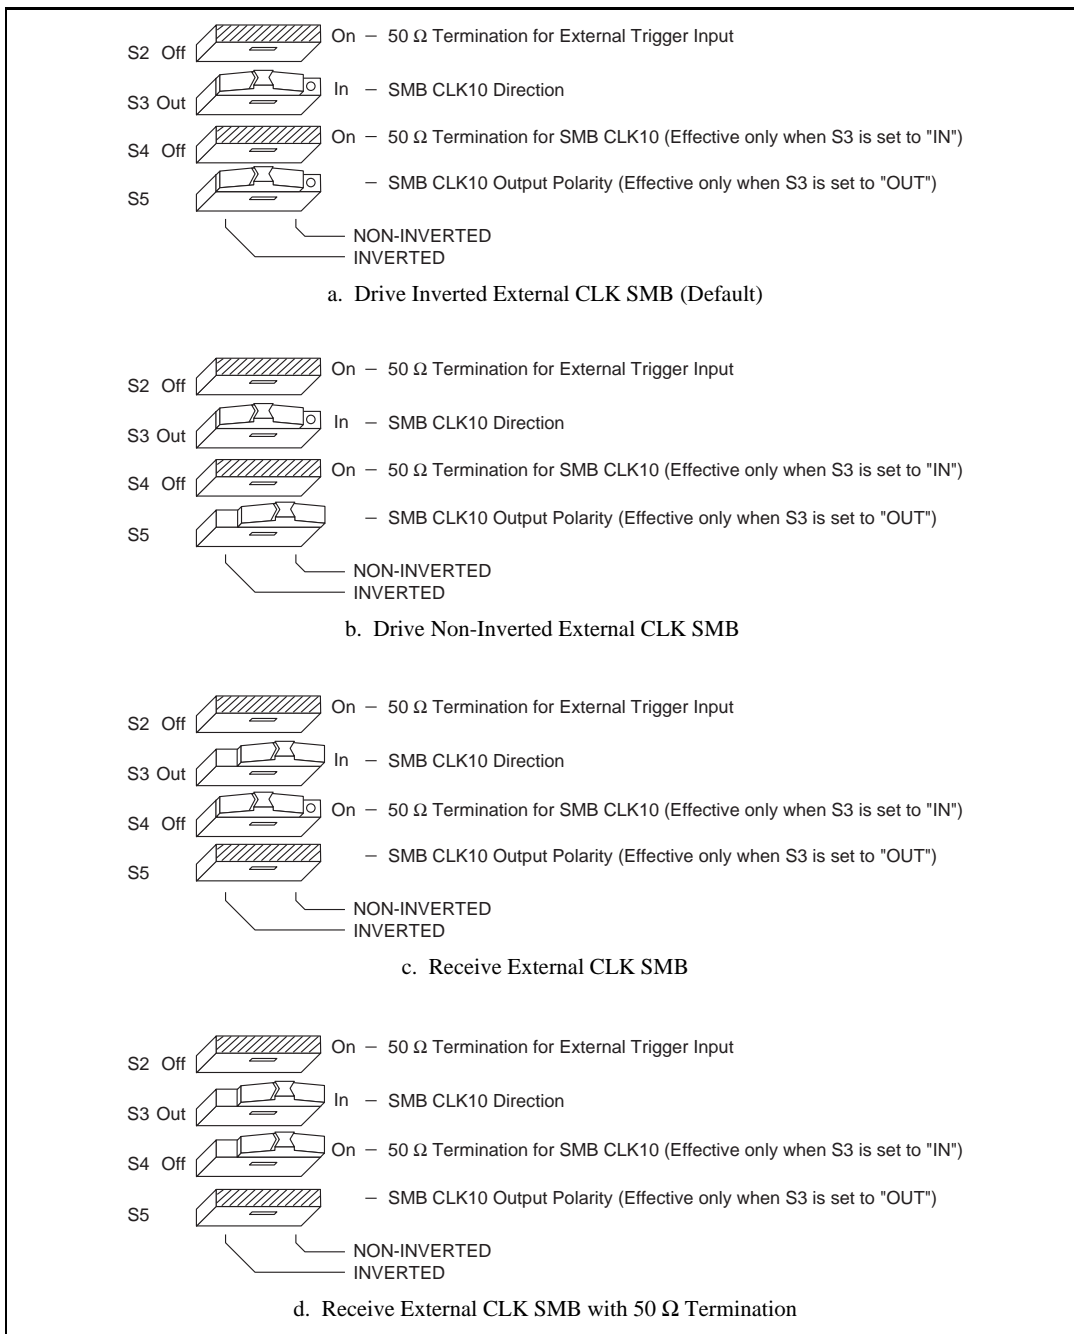 S2 Off On – 50 Ω Termination for External Trigger Input
S3 Out In – SMB CLK10 Direction
S4 Off On – 50 Ω Termination for SMB CLK10 (Effective only when S3 is set to "IN")
S5 – SMB CLK10 Output Polarity (Effective only when S3 is set to "OUT")
NON-INVERTED
INVERTED
a. Drive Inverted External CLK SMB (Default)
S2 Off On – 50 Ω Termination for External Trigger Input
S3 Out In – SMB CLK10 Direction
S4 Off On – 50 Ω Termination for SMB CLK10 (Effective only when S3 is set to "IN")
S5 – SMB CLK10 Output Polarity (Effective only when S3 is set to "OUT")
NON-INVERTED
INVERTED
b. Drive Non-Inverted External CLK SMB
S2 Off On – 50 Ω Termination for External Trigger Input
S3 Out In – SMB CLK10 Direction
S4 Off On – 50 Ω Termination for SMB CLK10 (Effective only when S3 is set to "IN")
S5 – SMB CLK10 Output Polarity (Effective only when S3 is set to "OUT")
NON-INVERTED
INVERTED
c. Receive External CLK SMB
S2 Off On – 50 Ω Termination for External Trigger Input
S3 Out In – SMB CLK10 Direction
S4 Off On – 50 Ω Termination for SMB CLK10 (Effective only when S3 is set to "IN")
S5 – SMB CLK10 Output Polarity (Effective only when S3 is set to "OUT")
NON-INVERTED
INVERTED
d. Receive External CLK SMB with 50 Ω Termination